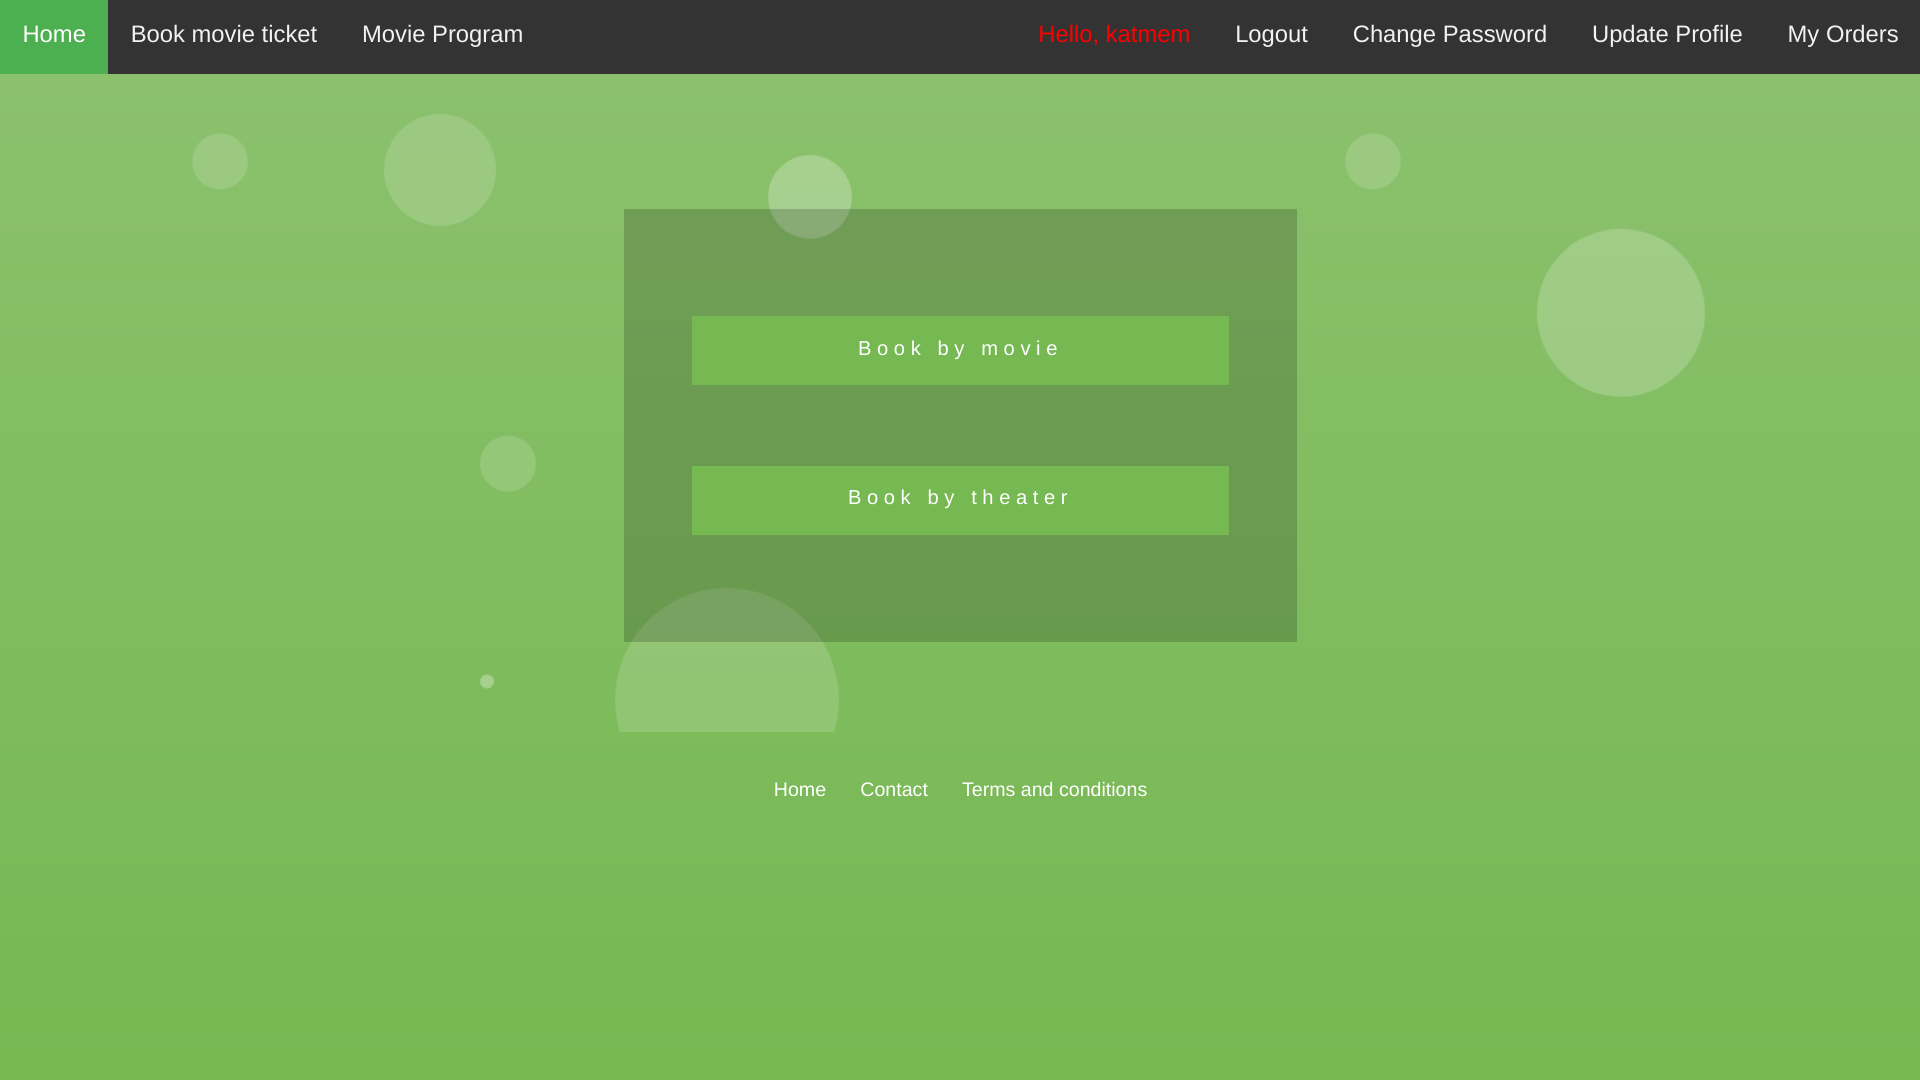 Home Book movie ticket Movie Program Hello, katmem Logout Change Password Update Profile My Orders
Book by movie
Book by theater
Home Contact Terms and conditions